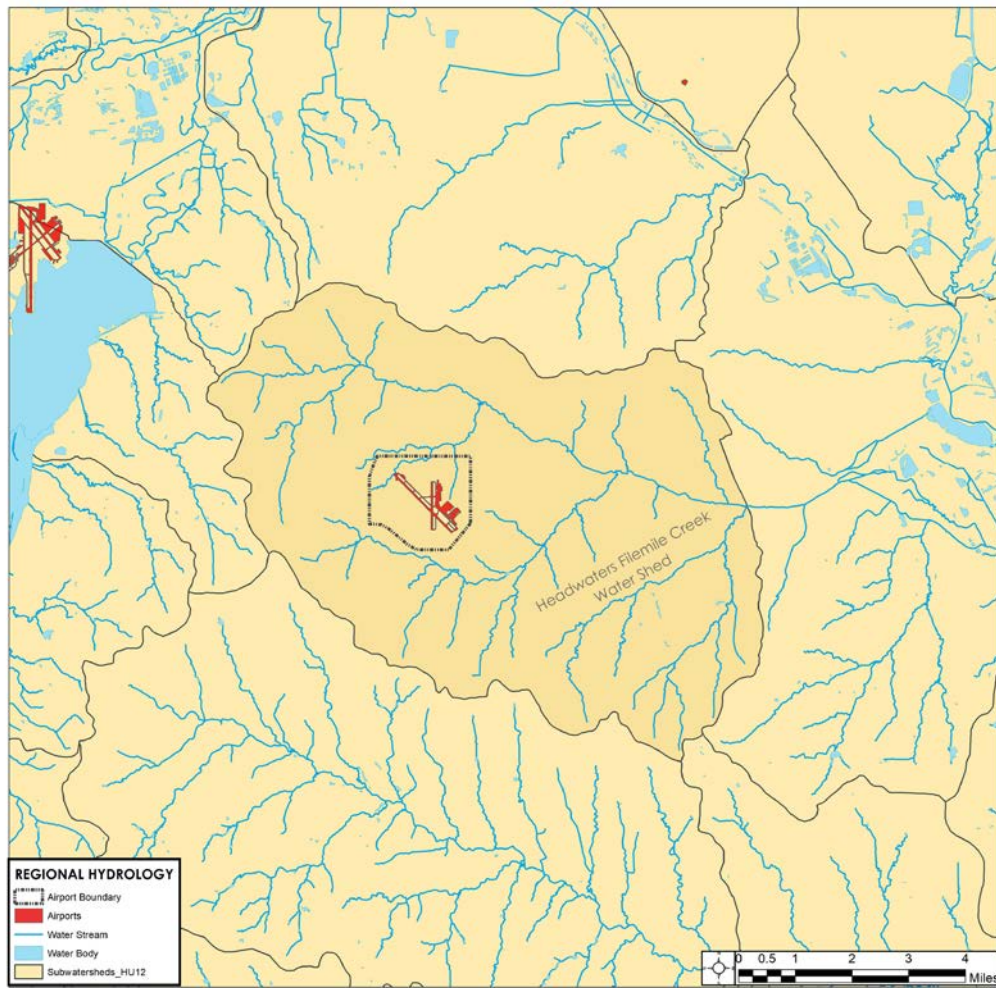 Headwaters Filemile Creek
Water Shed
REGIONAL HYDROLOGY
Airport Boundary
Airports
Water Stream
Water Body
Subwatersheds_HU12
0 0.5 1 2 3 4
Miles